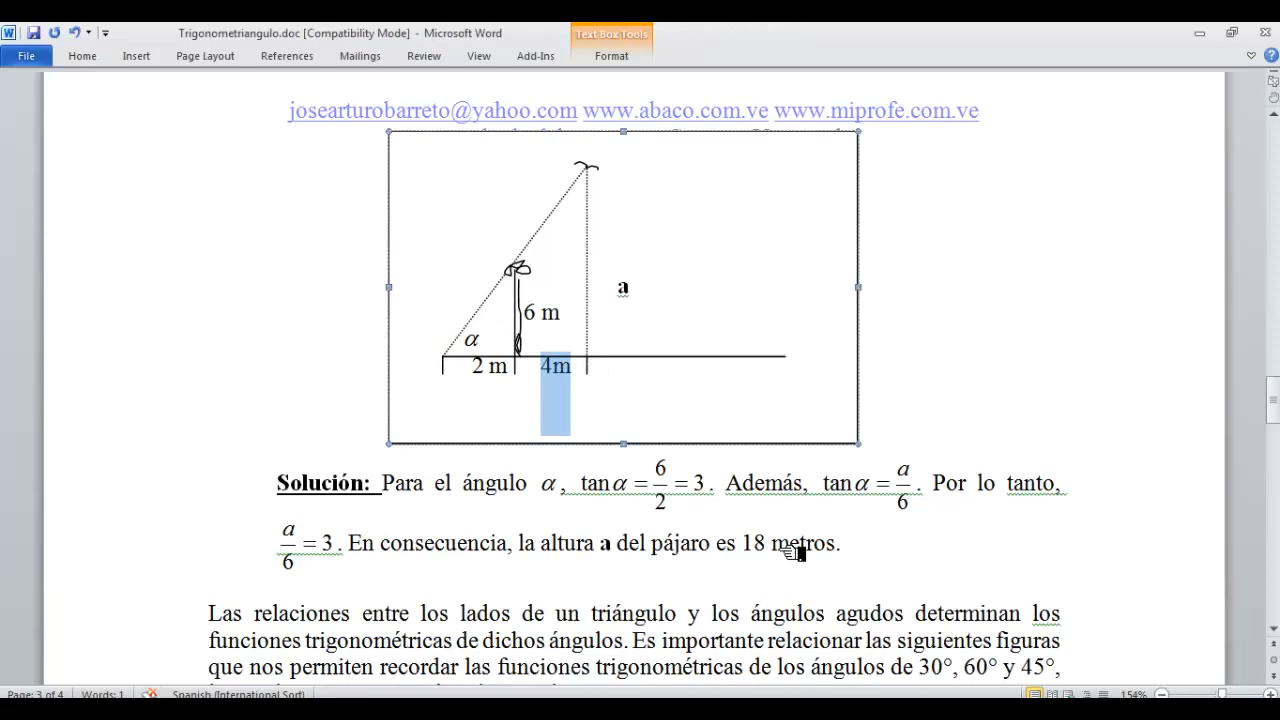 Trigonometriangulo.doc [Compatibility Mode] - Microsoft Word
Text Box Tools
File Home Insert Page Layout References Mailings Review View Add-Ins Format
josearturobarreto@yahoo.com www.abaco.com.ve www.miprofe.com.ve
a
6 m
α
2 m 4m
Solución: Para el ángulo α, tan α = 6/2 = 3. Además, tan α = a/6. Por lo tanto,
a/6 = 3. En consecuencia, la altura a del pájaro es 18 metros.
Las relaciones entre los lados de un triángulo y los ángulos agudos determinan los
funciones trigonométricas de dichos ángulos. Es importante relacionar las siguientes figuras
que nos permiten recordar las funciones trigonométricas de los ángulos de 30°, 60° y 45°,
Page: 3 of 4 Words: 1 Spanish (International Sort) 154%